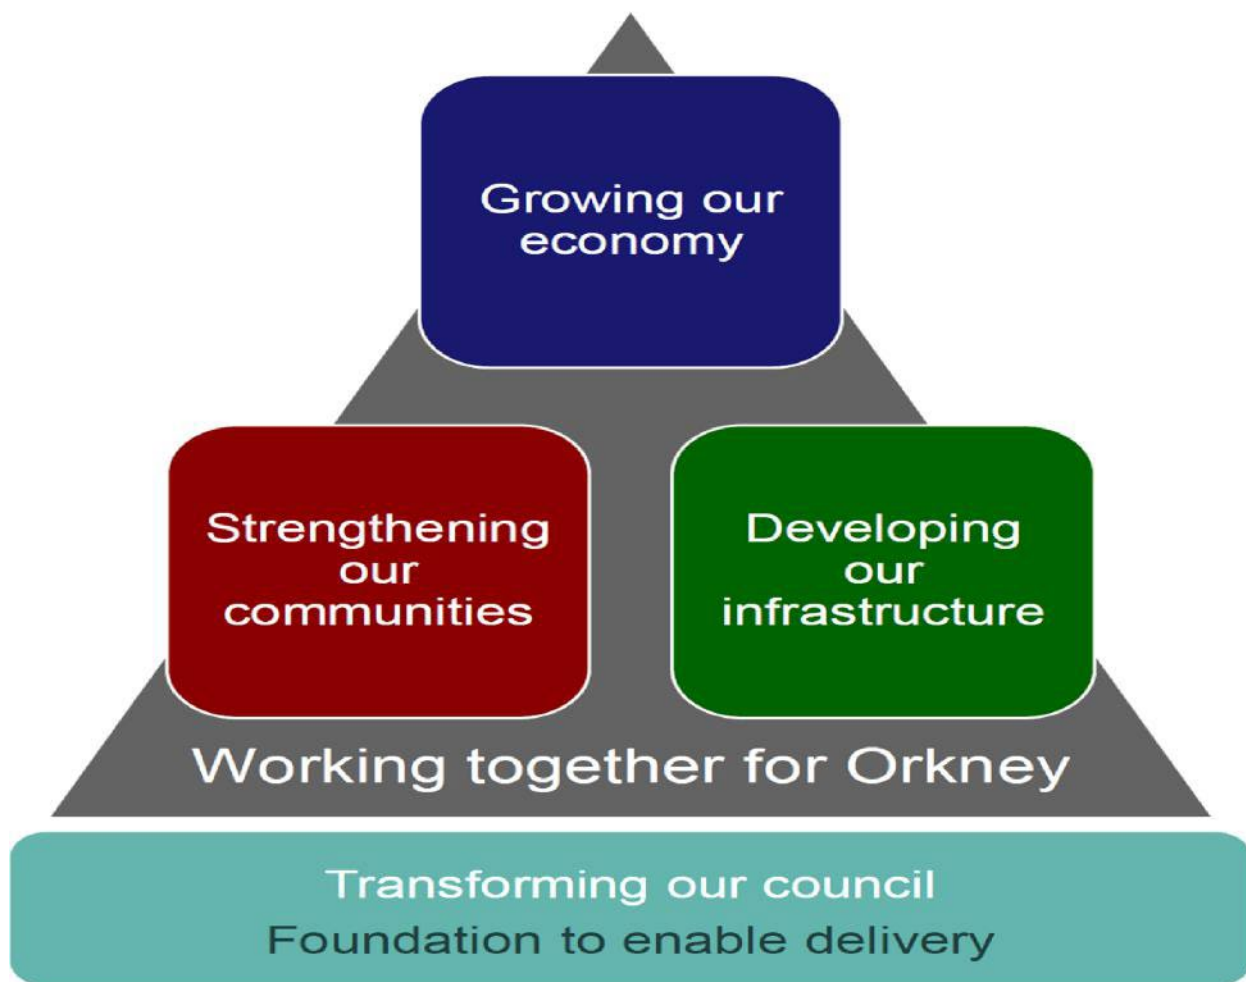 Growing our
economy
Strengthening
our
communities
Developing
our
infrastructure
Working together for Orkney
Transforming our council
Foundation to enable delivery